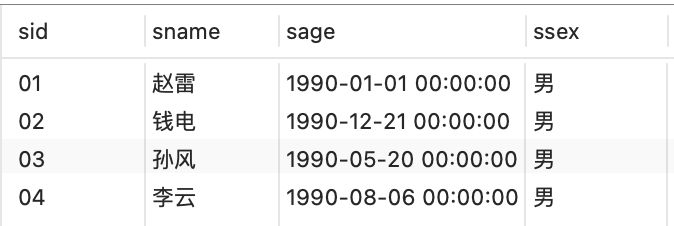 sid sname sage ssex
01 赵雷 1990-01-01 00:00:00 男
02 钱电 1990-12-21 00:00:00 男
03 孙风 1990-05-20 00:00:00 男
04 李云 1990-08-06 00:00:00 男